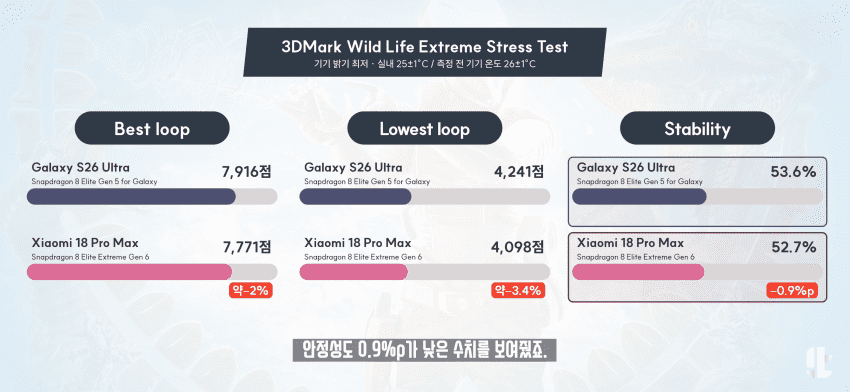 3DMark Wild Life Extreme Stress Test
기기 밝기 최저 · 실내 25±1°C / 측정 전 기기 온도 26±1°C
Best loop
Galaxy S26 Ultra
Snapdragon 8 Elite Gen 5 for Galaxy
7,916점
Xiaomi 18 Pro Max
Snapdragon 8 Elite Extreme Gen 6
7,771점
약-2%
Lowest loop
Galaxy S26 Ultra
Snapdragon 8 Elite Gen 5 for Galaxy
4,241점
Xiaomi 18 Pro Max
Snapdragon 8 Elite Extreme Gen 6
4,098점
약-3.4%
Stability
Galaxy S26 Ultra
Snapdragon 8 Elite Gen 5 for Galaxy
53.6%
Xiaomi 18 Pro Max
Snapdragon 8 Elite Extreme Gen 6
52.7%
-0.9%p
안정성도 0.9%p가 낮은 수치를 보여줬죠.